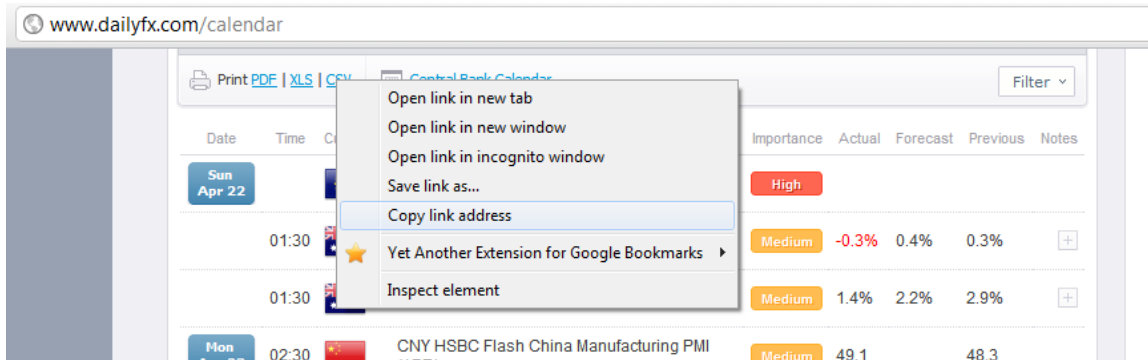 www.dailyfx.com/calendar
Print PDF | XLS | CSV Central Bank Calendar Filter
Open link in new tab
Open link in new window
Open link in incognito window
Save link as...
Copy link address
Yet Another Extension for Google Bookmarks
Inspect element
Date Time Importance Actual Forecast Previous Notes
Sun
Apr 22 High
01:30 Medium -0.3% 0.4% 0.3%
01:30 Medium 1.4% 2.2% 2.9%
Mon
02:30 CNY HSBC Flash China Manufacturing PMI Medium 49.1 48.3